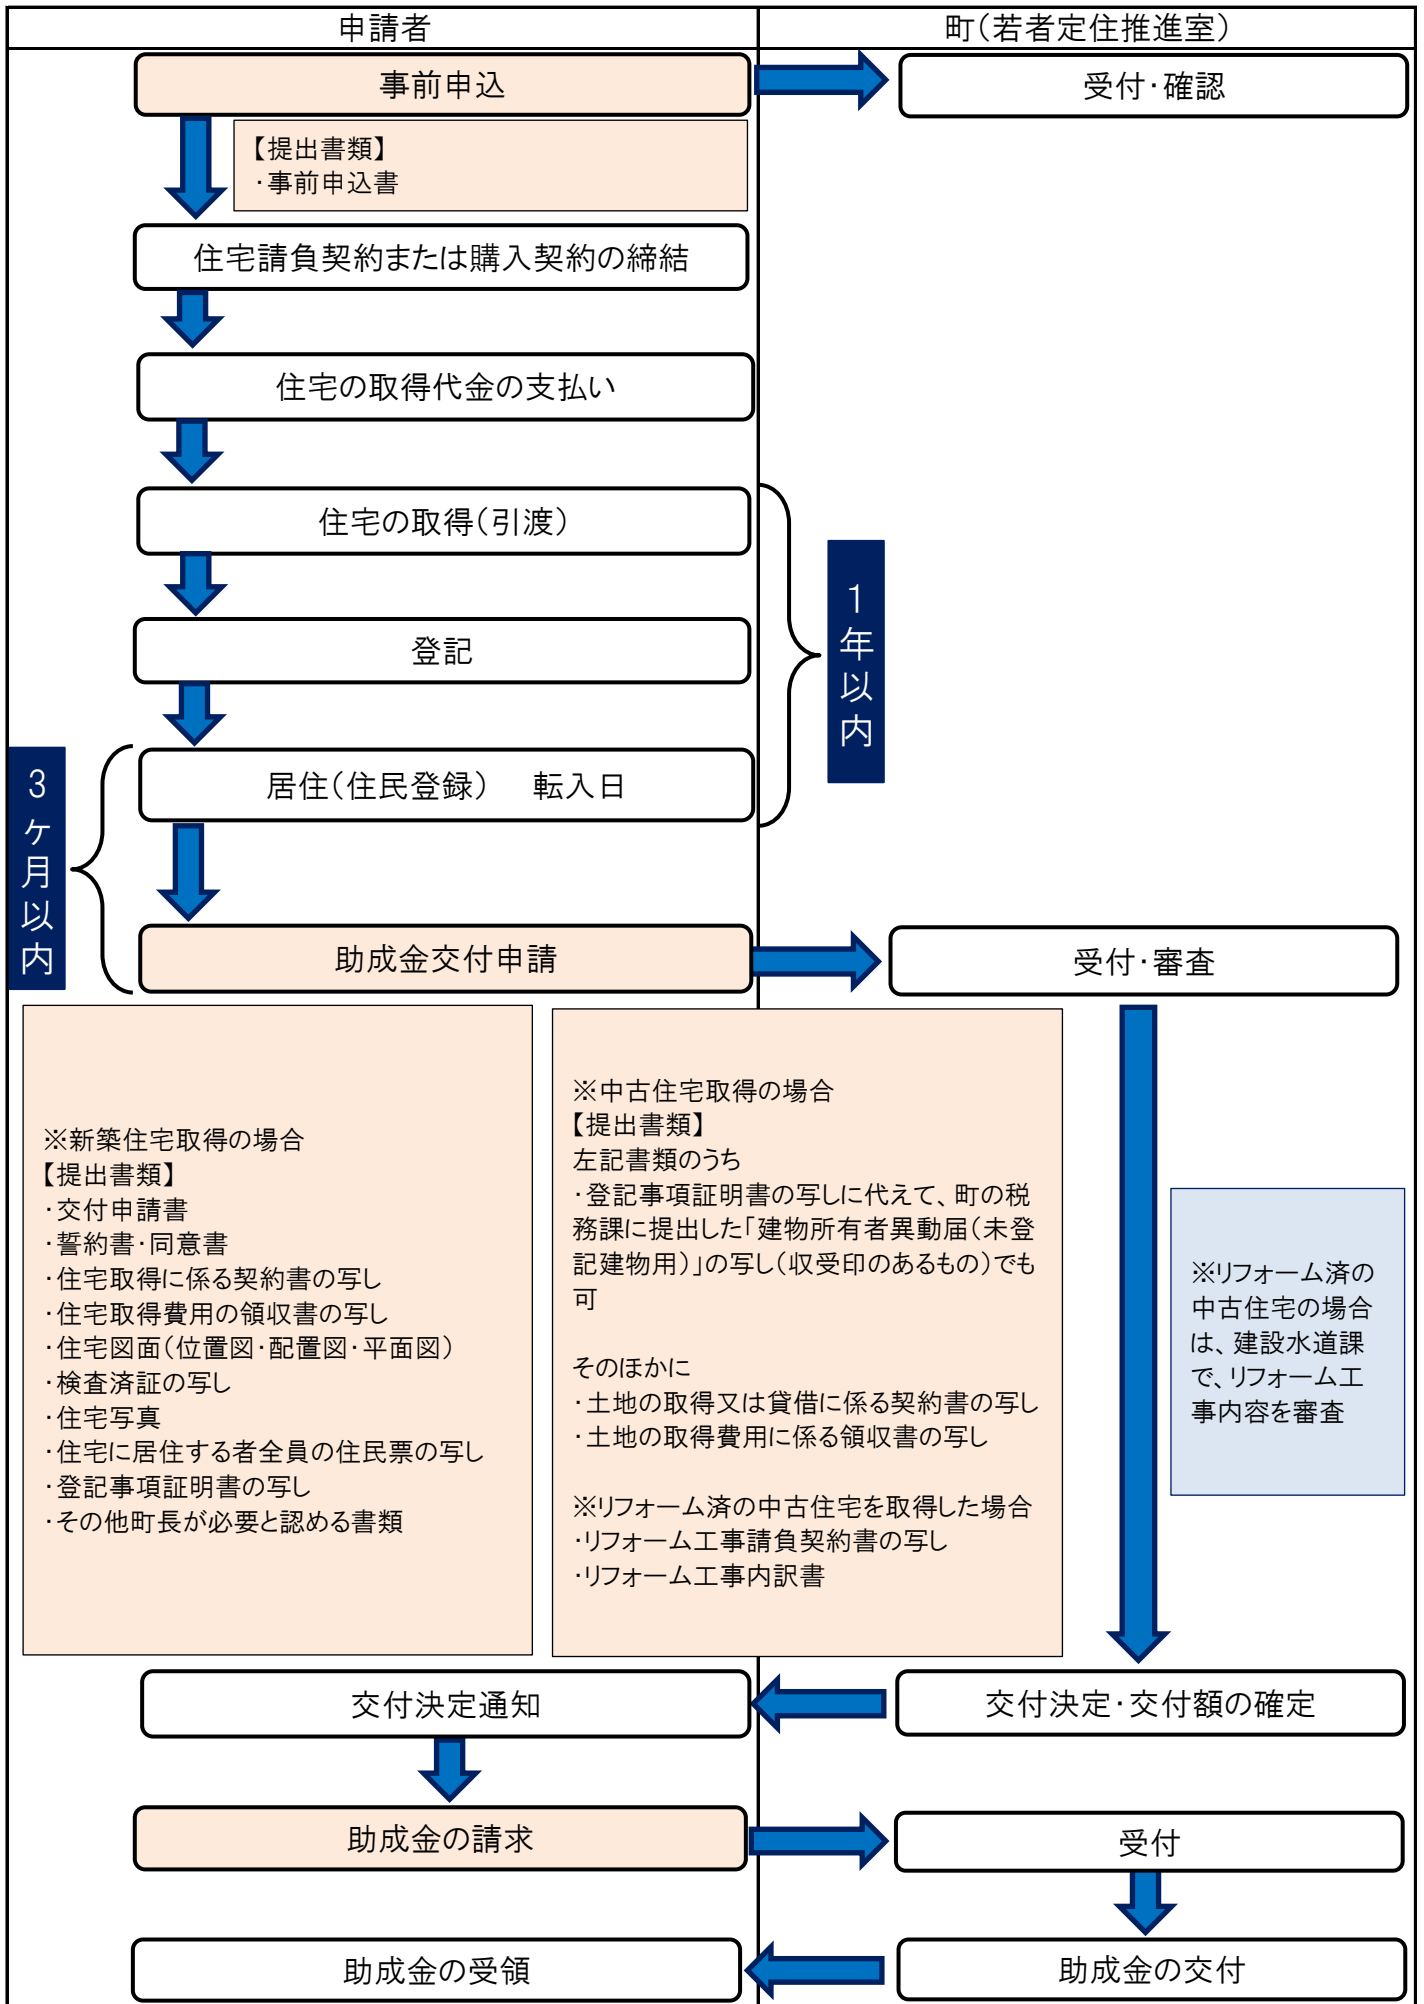 申請者
町(若者定住推進室)
事前申込
受付・確認
【提出書類】
・事前申込書
住宅請負契約または購入契約の締結
住宅の取得代金の支払い
住宅の取得(引渡)
登記
1年以内
居住(住民登録)　転入日
3ヶ月以内
助成金交付申請
受付・審査
※新築住宅取得の場合
【提出書類】
・交付申請書
・誓約書・同意書
・住宅取得に係る契約書の写し
・住宅取得費用の領収書の写し
・住宅図面(位置図・配置図・平面図)
・検査済証の写し
・住宅写真
・住宅に居住する者全員の住民票の写し
・登記事項証明書の写し
・その他町長が必要と認める書類
※中古住宅取得の場合
【提出書類】
左記書類のうち
・登記事項証明書の写しに代えて、町の税
務課に提出した「建物所有者異動届(未登
記建物用)」の写し(収受印のあるもの)でも
可
そのほかに
・土地の取得又は貸借に係る契約書の写し
・土地の取得費用に係る領収書の写し
※リフォーム済の中古住宅を取得した場合
・リフォーム工事請負契約書の写し
・リフォーム工事内訳書
※リフォーム済の
中古住宅の場合
は、建設水道課
で、リフォーム工
事内容を審査
交付決定通知
交付決定・交付額の確定
助成金の請求
受付
助成金の受領
助成金の交付